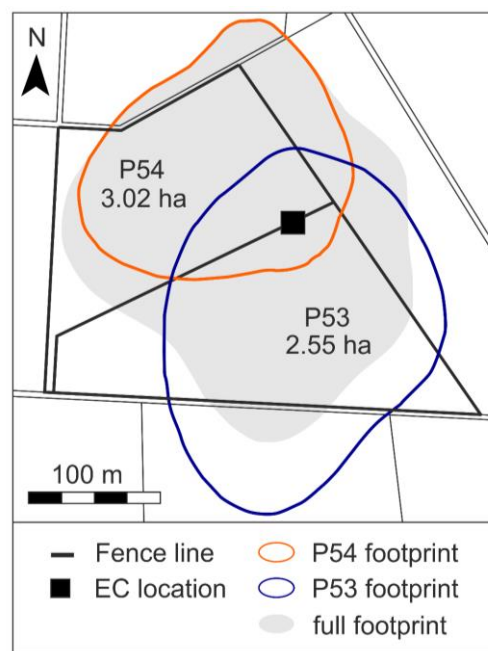 N
P54
3.02 ha
P53
2.55 ha
100 m
Fence line
P54 footprint
EC location
P53 footprint
full footprint